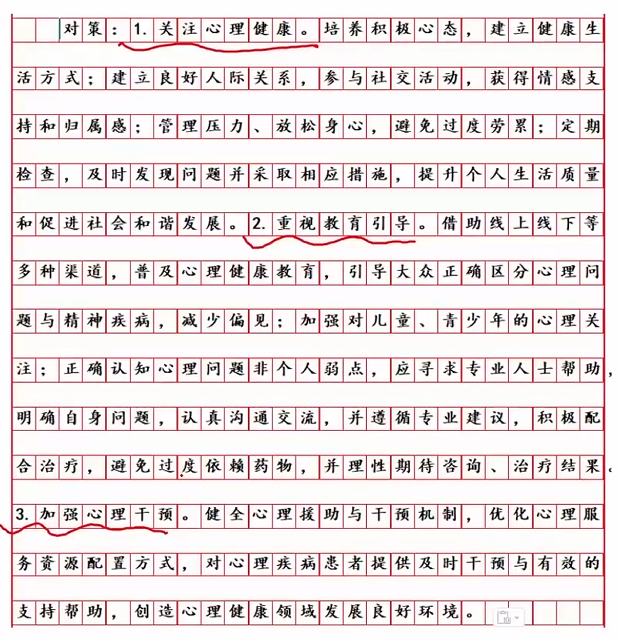 对策：1.关注心理健康。培养积极心态，建立健康生
活方式；建立良好人际关系，参与社交活动，获得情感支
持和归属感；管理压力、放松身心，避免过度劳累；定期
检查，及时发现问题并采取相应措施，提升个人生活质量
和促进社会和谐发展。2.重视教育引导。借助线上线下等
多种渠道，普及心理健康教育，引导大众正确区分心理问
题与精神疾病，减少偏见；加强对儿童、青少年的心理关
注；正确认知心理问题非个人弱点，应寻求专业人士帮助，
明确自身问题，认真沟通交流，并遵循专业建议，积极配
合治疗，避免过度依赖药物，并理性期待咨询、治疗结果。
3.加强心理干预。健全心理援助与干预机制，优化心理服
务资源配置方式，对心理疾病患者提供及时干预与有效的
支持帮助，创造心理健康领域发展良好环境。